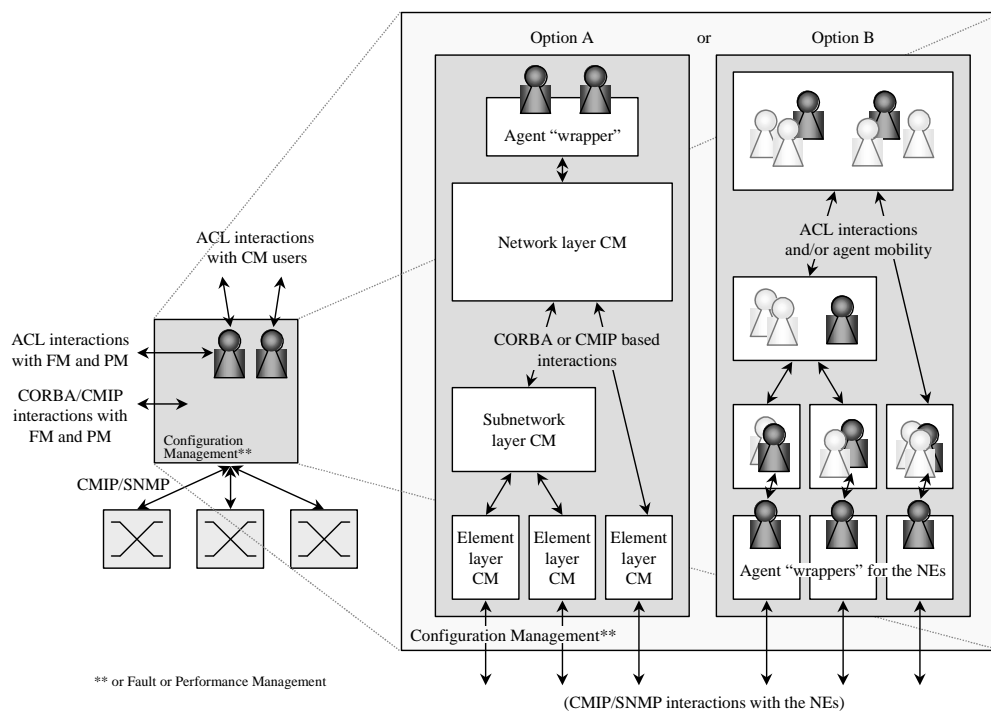 Option A
or
Option B
Agent “wrapper”
Network layer CM
ACL interactions
and/or agent mobility
ACL interactions
with CM users
ACL interactions
with FM and PM
CORBA/CMIP
interactions with
FM and PM
Configuration
Management**
CMIP/SNMP
CORBA or CMIP based
interactions
Subnetwork
layer CM
Element
layer
CM
Element
layer
CM
Element
layer
CM
Agent “wrappers” for the NEs
Configuration Management**
** or Fault or Performance Management
(CMIP/SNMP interactions with the NEs)